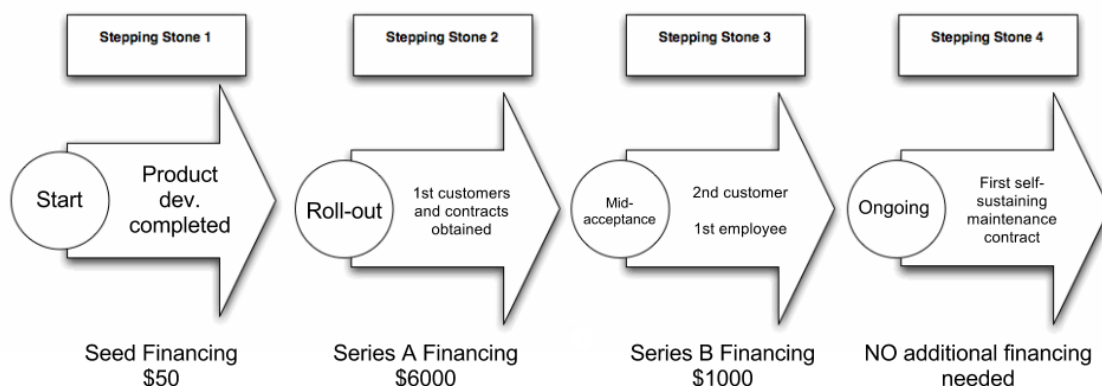 Stepping Stone 1
Stepping Stone 2
Stepping Stone 3
Stepping Stone 4
Start
Product
dev.
completed
Roll-out
1st customers
and contracts
obtained
Mid-
acceptance
2nd customer
1st employee
Ongoing
First self-
sustaining
maintenance
contract
Seed Financing
$50
Series A Financing
$6000
Series B Financing
$1000
NO additional financing
needed